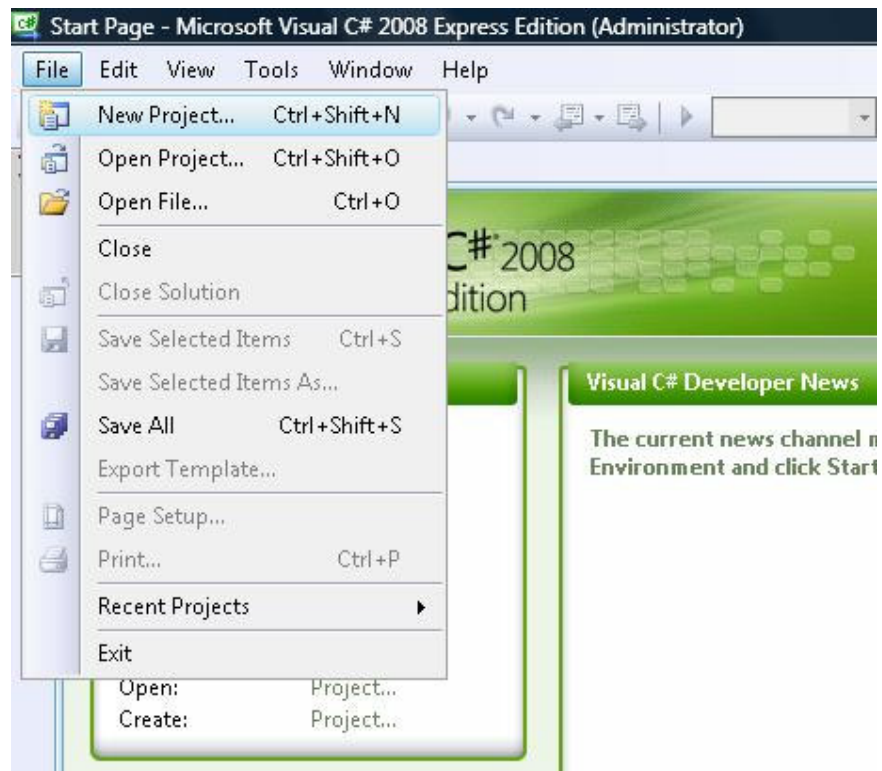 Start Page - Microsoft Visual C# 2008 Express Edition (Administrator)
File Edit View Tools Window Help
New Project... Ctrl+Shift+N
Open Project... Ctrl+Shift+O
Open File... Ctrl+O
Close
Close Solution
Save Selected Items Ctrl+S
Save Selected Items As...
Save All Ctrl+Shift+S
Export Template...
Page Setup...
Print... Ctrl+P
Recent Projects
Exit
C# 2008
dition
Open: Project...
Create: Project...
Visual C# Developer News
The current news channel
Environment and click Start